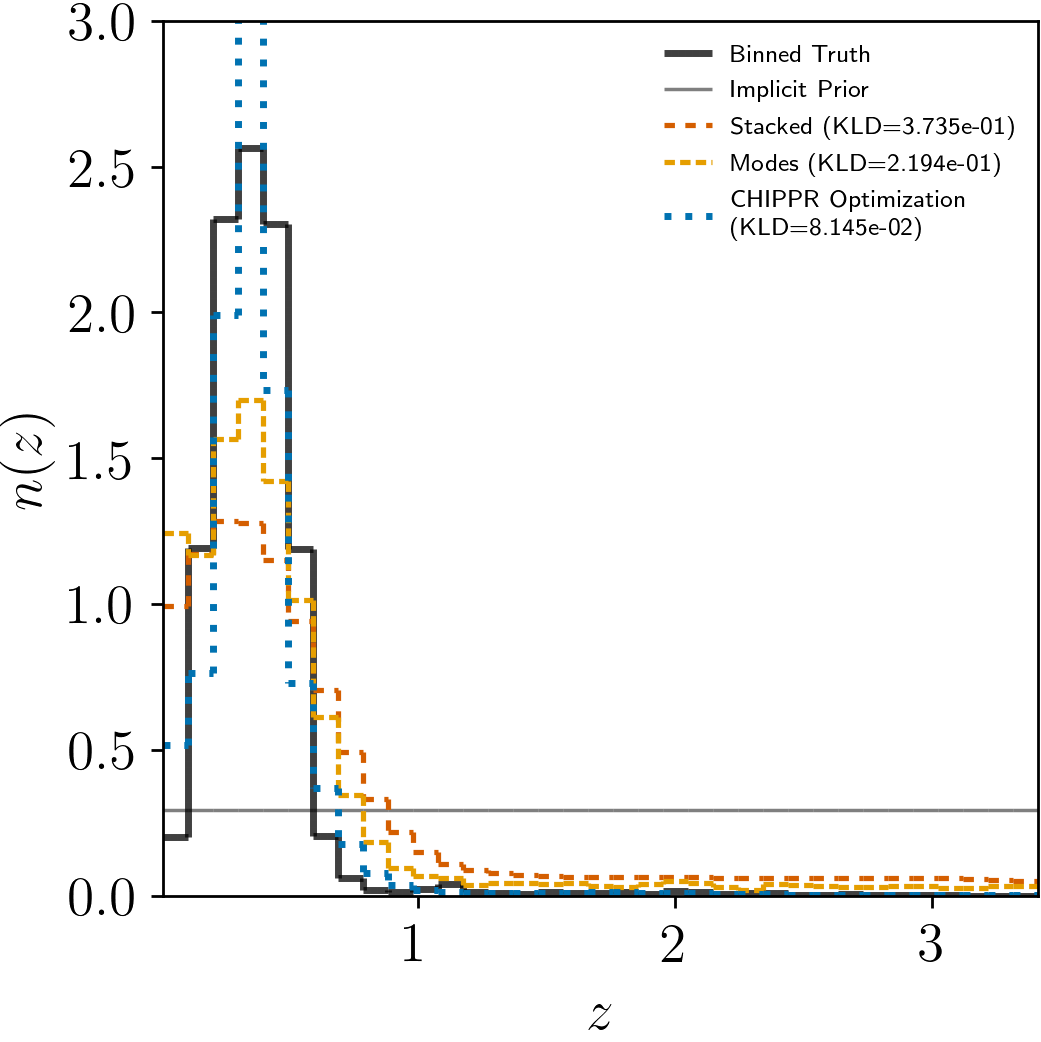 3.0
2.5
2.0
1.5
1.0
0.5
0.0
n(z)
Binned Truth
Implicit Prior
Stacked (KLD=3.735e-01)
Modes (KLD=2.194e-01)
CHIPPR Optimization
(KLD=8.145e-02)
1 2 3
z